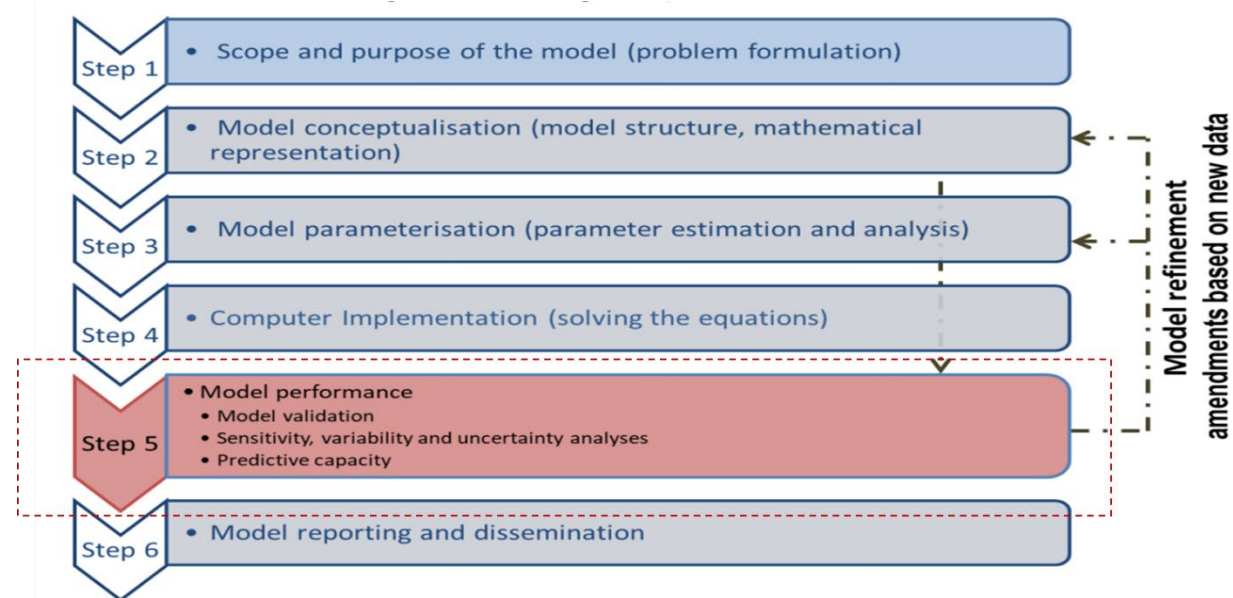 Step 1
• Scope and purpose of the model (problem formulation)
Step 2
• Model conceptualisation (model structure, mathematical
representation)
Step 3
• Model parameterisation (parameter estimation and analysis)
Step 4
• Computer Implementation (solving the equations)
Step 5
• Model performance
• Model validation
• Sensitivity, variability and uncertainty analyses
• Predictive capacity
Step 6
• Model reporting and dissemination
Model refinement
amendments based on new data